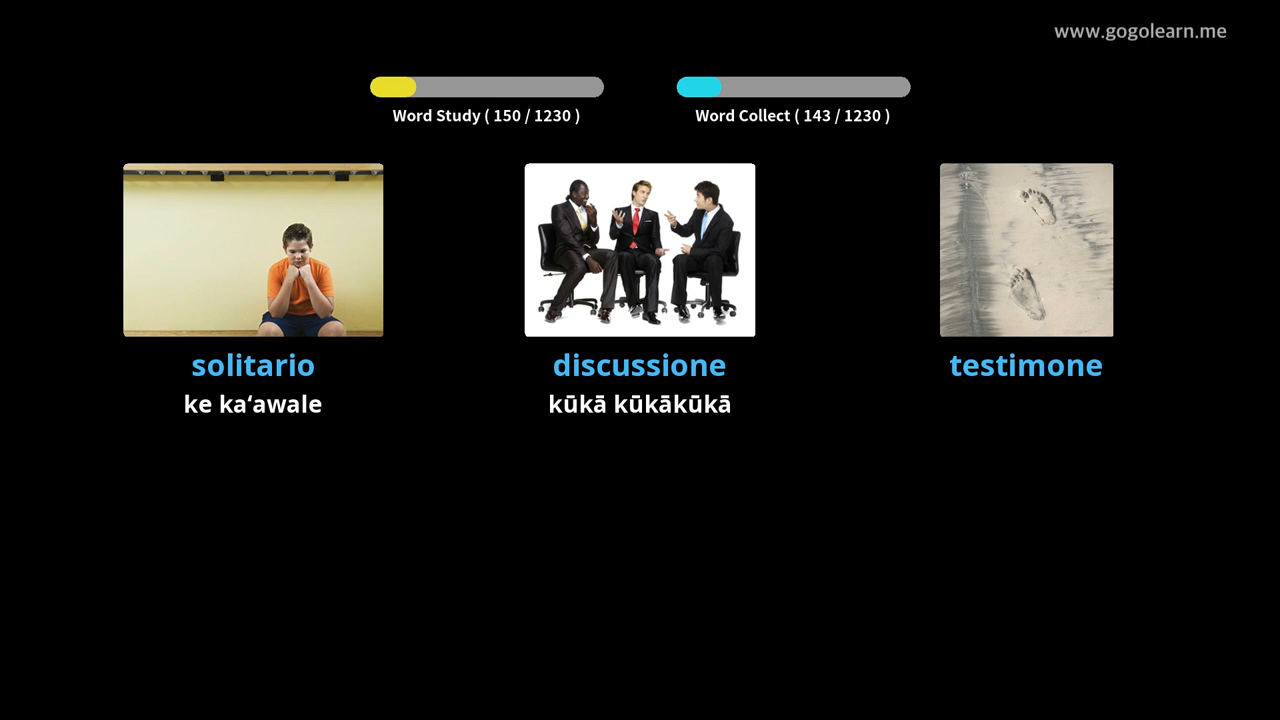 www.gogolearn.me
Word Study ( 150 / 1230 )
Word Collect ( 143 / 1230 )
solitario
ke kaʻawale
discussione
kūkā kūkākūkā
testimone